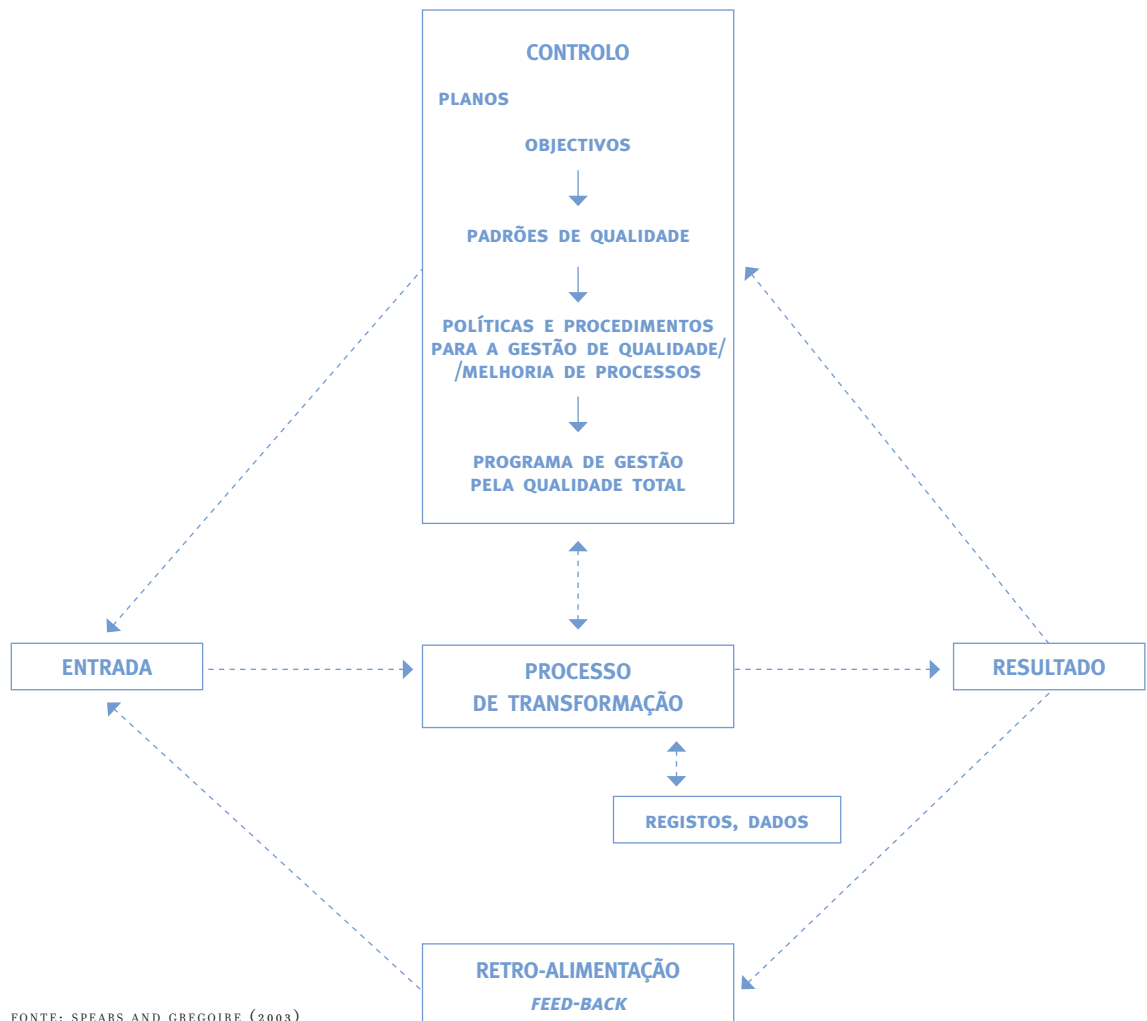 CONTROLO
PLANOS
OBJECTIVOS
PADRÕES DE QUALIDADE
POLÍTICAS E PROCEDIMENTOS
PARA A GESTÃO DE QUALIDADE/
/MELHORIA DE PROCESSOS
PROGRAMA DE GESTÃO
PELA QUALIDADE TOTAL
ENTRADA
PROCESSO
DE TRANSFORMAÇÃO
RESULTADO
REGISTOS, DADOS
RETRO-ALIMENTAÇÃO
FEED-BACK
FONTE: SPEARS AND GREGOIRE (2003)